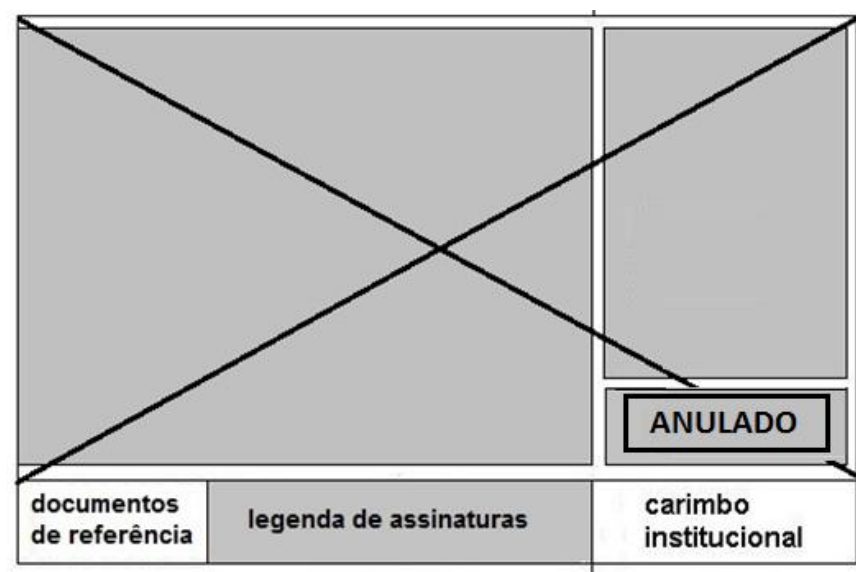 ANULADO
documentos
de referência
legenda de assinaturas
carimbo
institucional